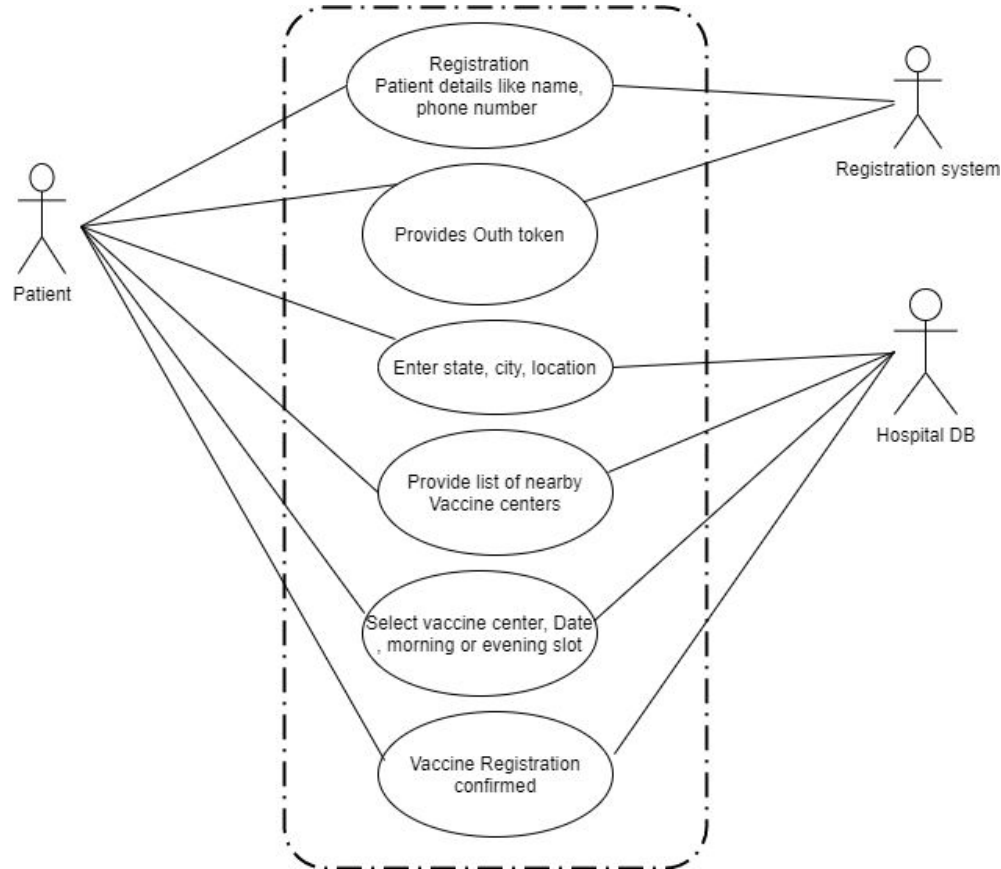 Registration
Patient details like name,
phone number
Registration system
Provides Outh token
Patient
Enter state, city, location
Hospital DB
Provide list of nearby
Vaccine centers
Select vaccine center, Date
, morning or evening slot
Vaccine Registration
confirmed